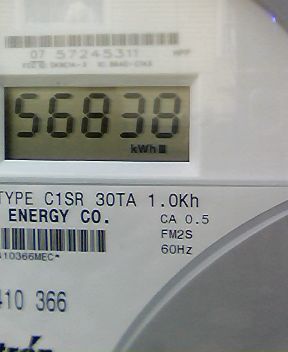 07 57245311
56838
kWh
TYPE C1SR 30TA 1.0Kh
ENERGY CO.
CA 0.5
FM2S
60Hz
410366MEC*
410 366
trón